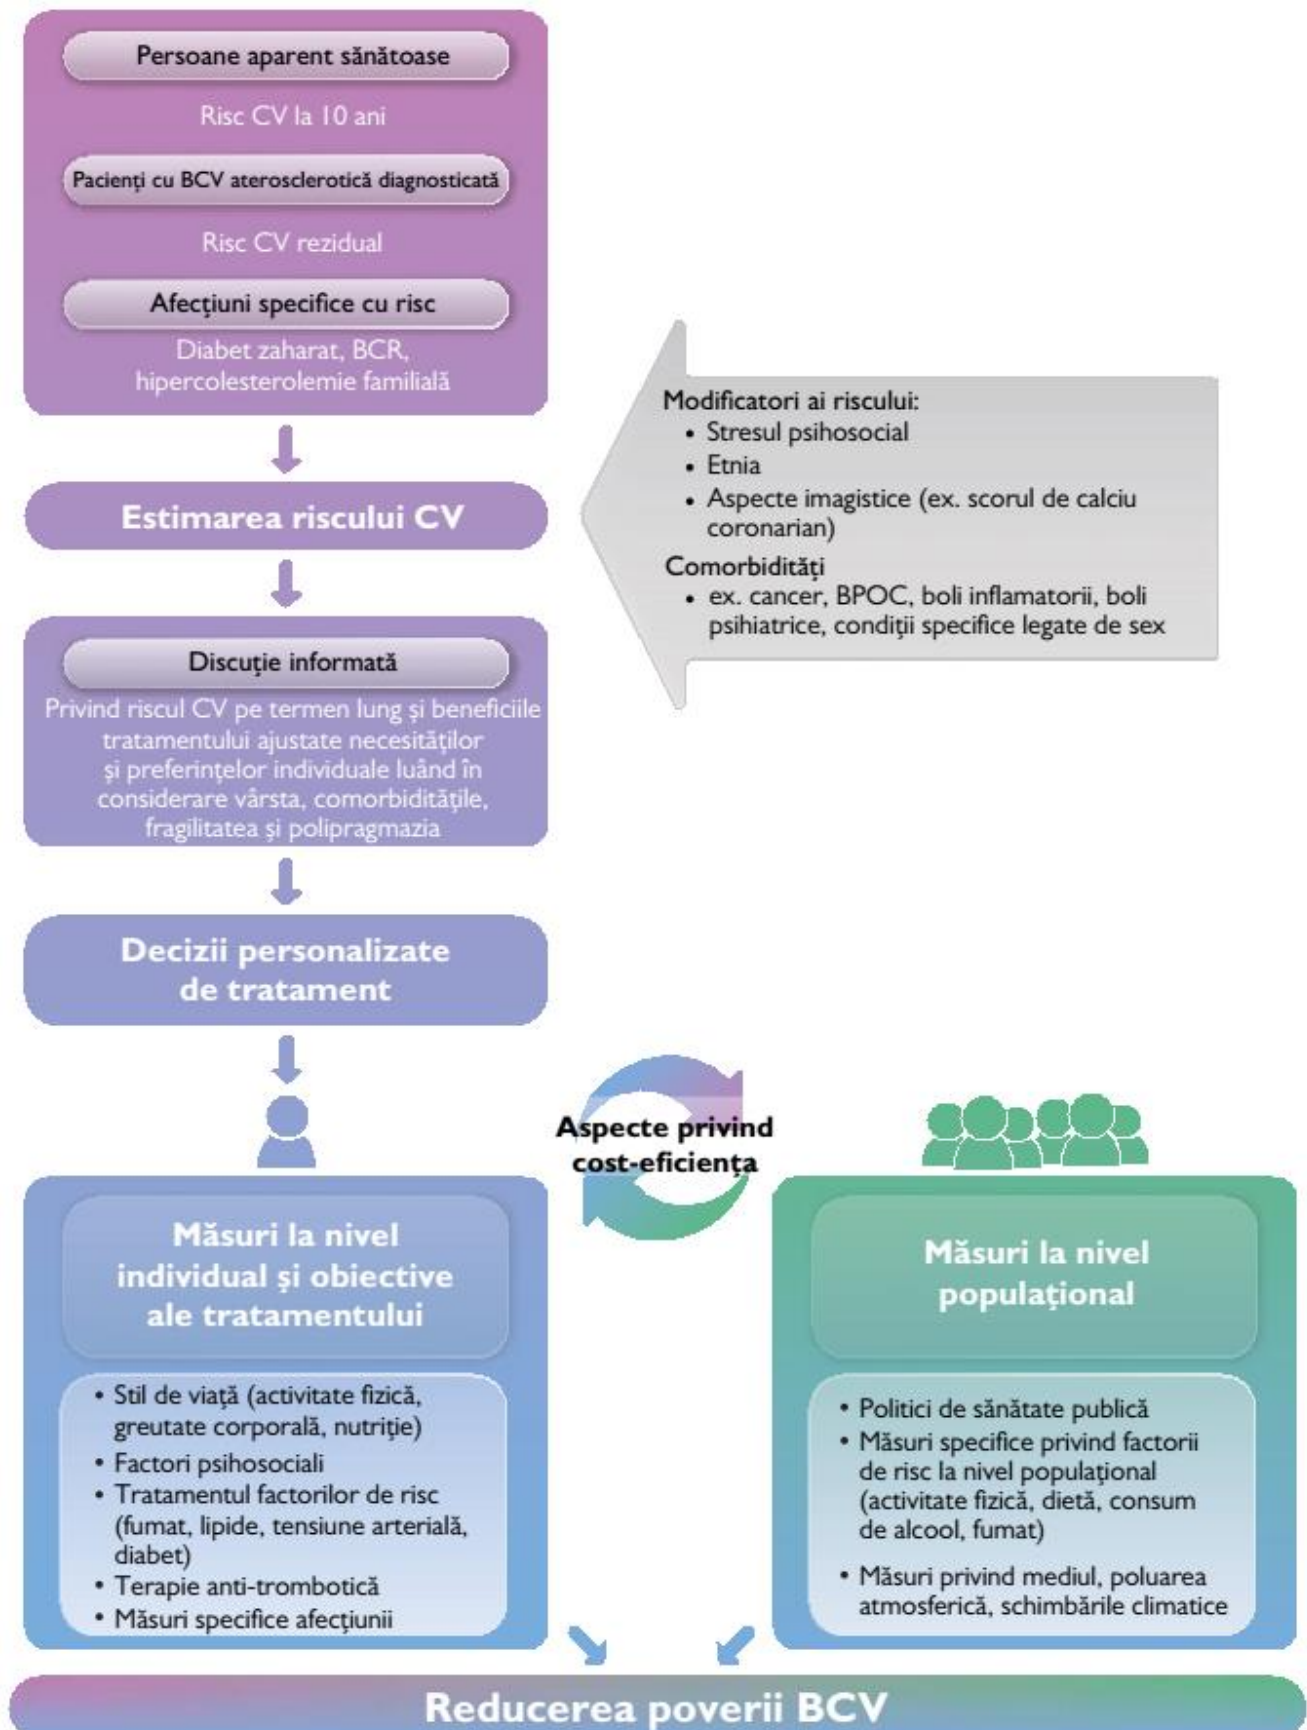 Persoane aparent sănătoase
Risc CV la 10 ani
Pacienți cu BCV aterosclerotică diagnosticată
Risc CV rezidual
Afecțiuni specifice cu risc
Diabet zaharat, BCR,
hipercolesterolemie familială
Modificatori ai riscului:
• Stresul psihosocial
• Etnia
• Aspecte imagistice (ex. scorul de calciu
coronarian)
Comorbidități
• ex. cancer, BPOC, boli inflamatorii, boli
psihiatrice, condiții specifice legate de sex
Estimarea riscului CV
Discuție informată
Privind riscul CV pe termen lung și beneficiile
tratamentului ajustate necesităților
și preferințelor individuale luând în
considerare vârsta, comorbiditățile,
fragilitatea și polipragmazia
Decizii personalizate
de tratament
Aspecte privind
cost-eficiența
Măsuri la nivel
individual și obiective
ale tratamentului
• Stil de viață (activitate fizică,
greutate corporală, nutriție)
• Factori psihosociali
• Tratamentul factorilor de risc
(fumat, lipide, tensiune arterială,
diabet)
• Terapie anti-trombotică
• Măsuri specifice afecțiunii
Măsuri la nivel
populațional
• Politici de sănătate publică
• Măsuri specifice privind factorii
de risc la nivel populațional
(activitate fizică, dietă, consum
de alcool, fumat)
• Măsuri privind mediul, poluarea
atmosferică, schimbările climatice
Reducerea poverii BCV